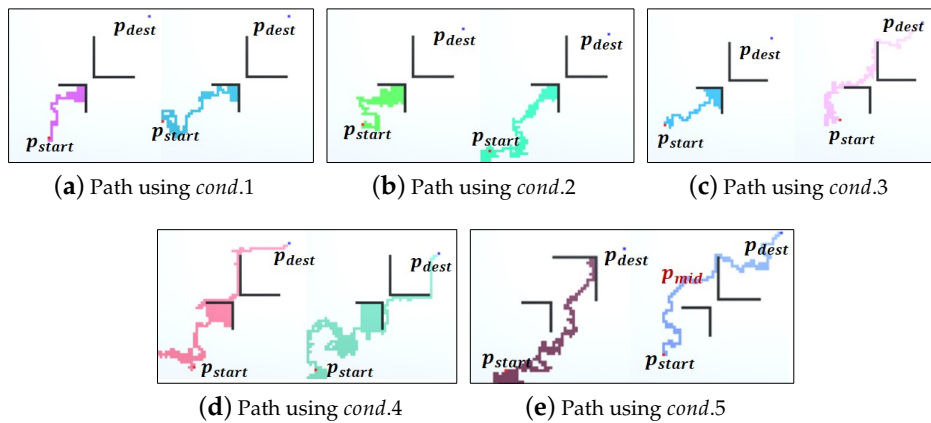 p_dest p_dest p_dest p_dest p_dest p_dest
p_start p_start p_start p_start p_start p_start
(a) Path using cond.1 (b) Path using cond.2 (c) Path using cond.3
p_dest p_dest p_dest p_dest
p_mid
p_start p_start p_start p_start
(d) Path using cond.4 (e) Path using cond.5